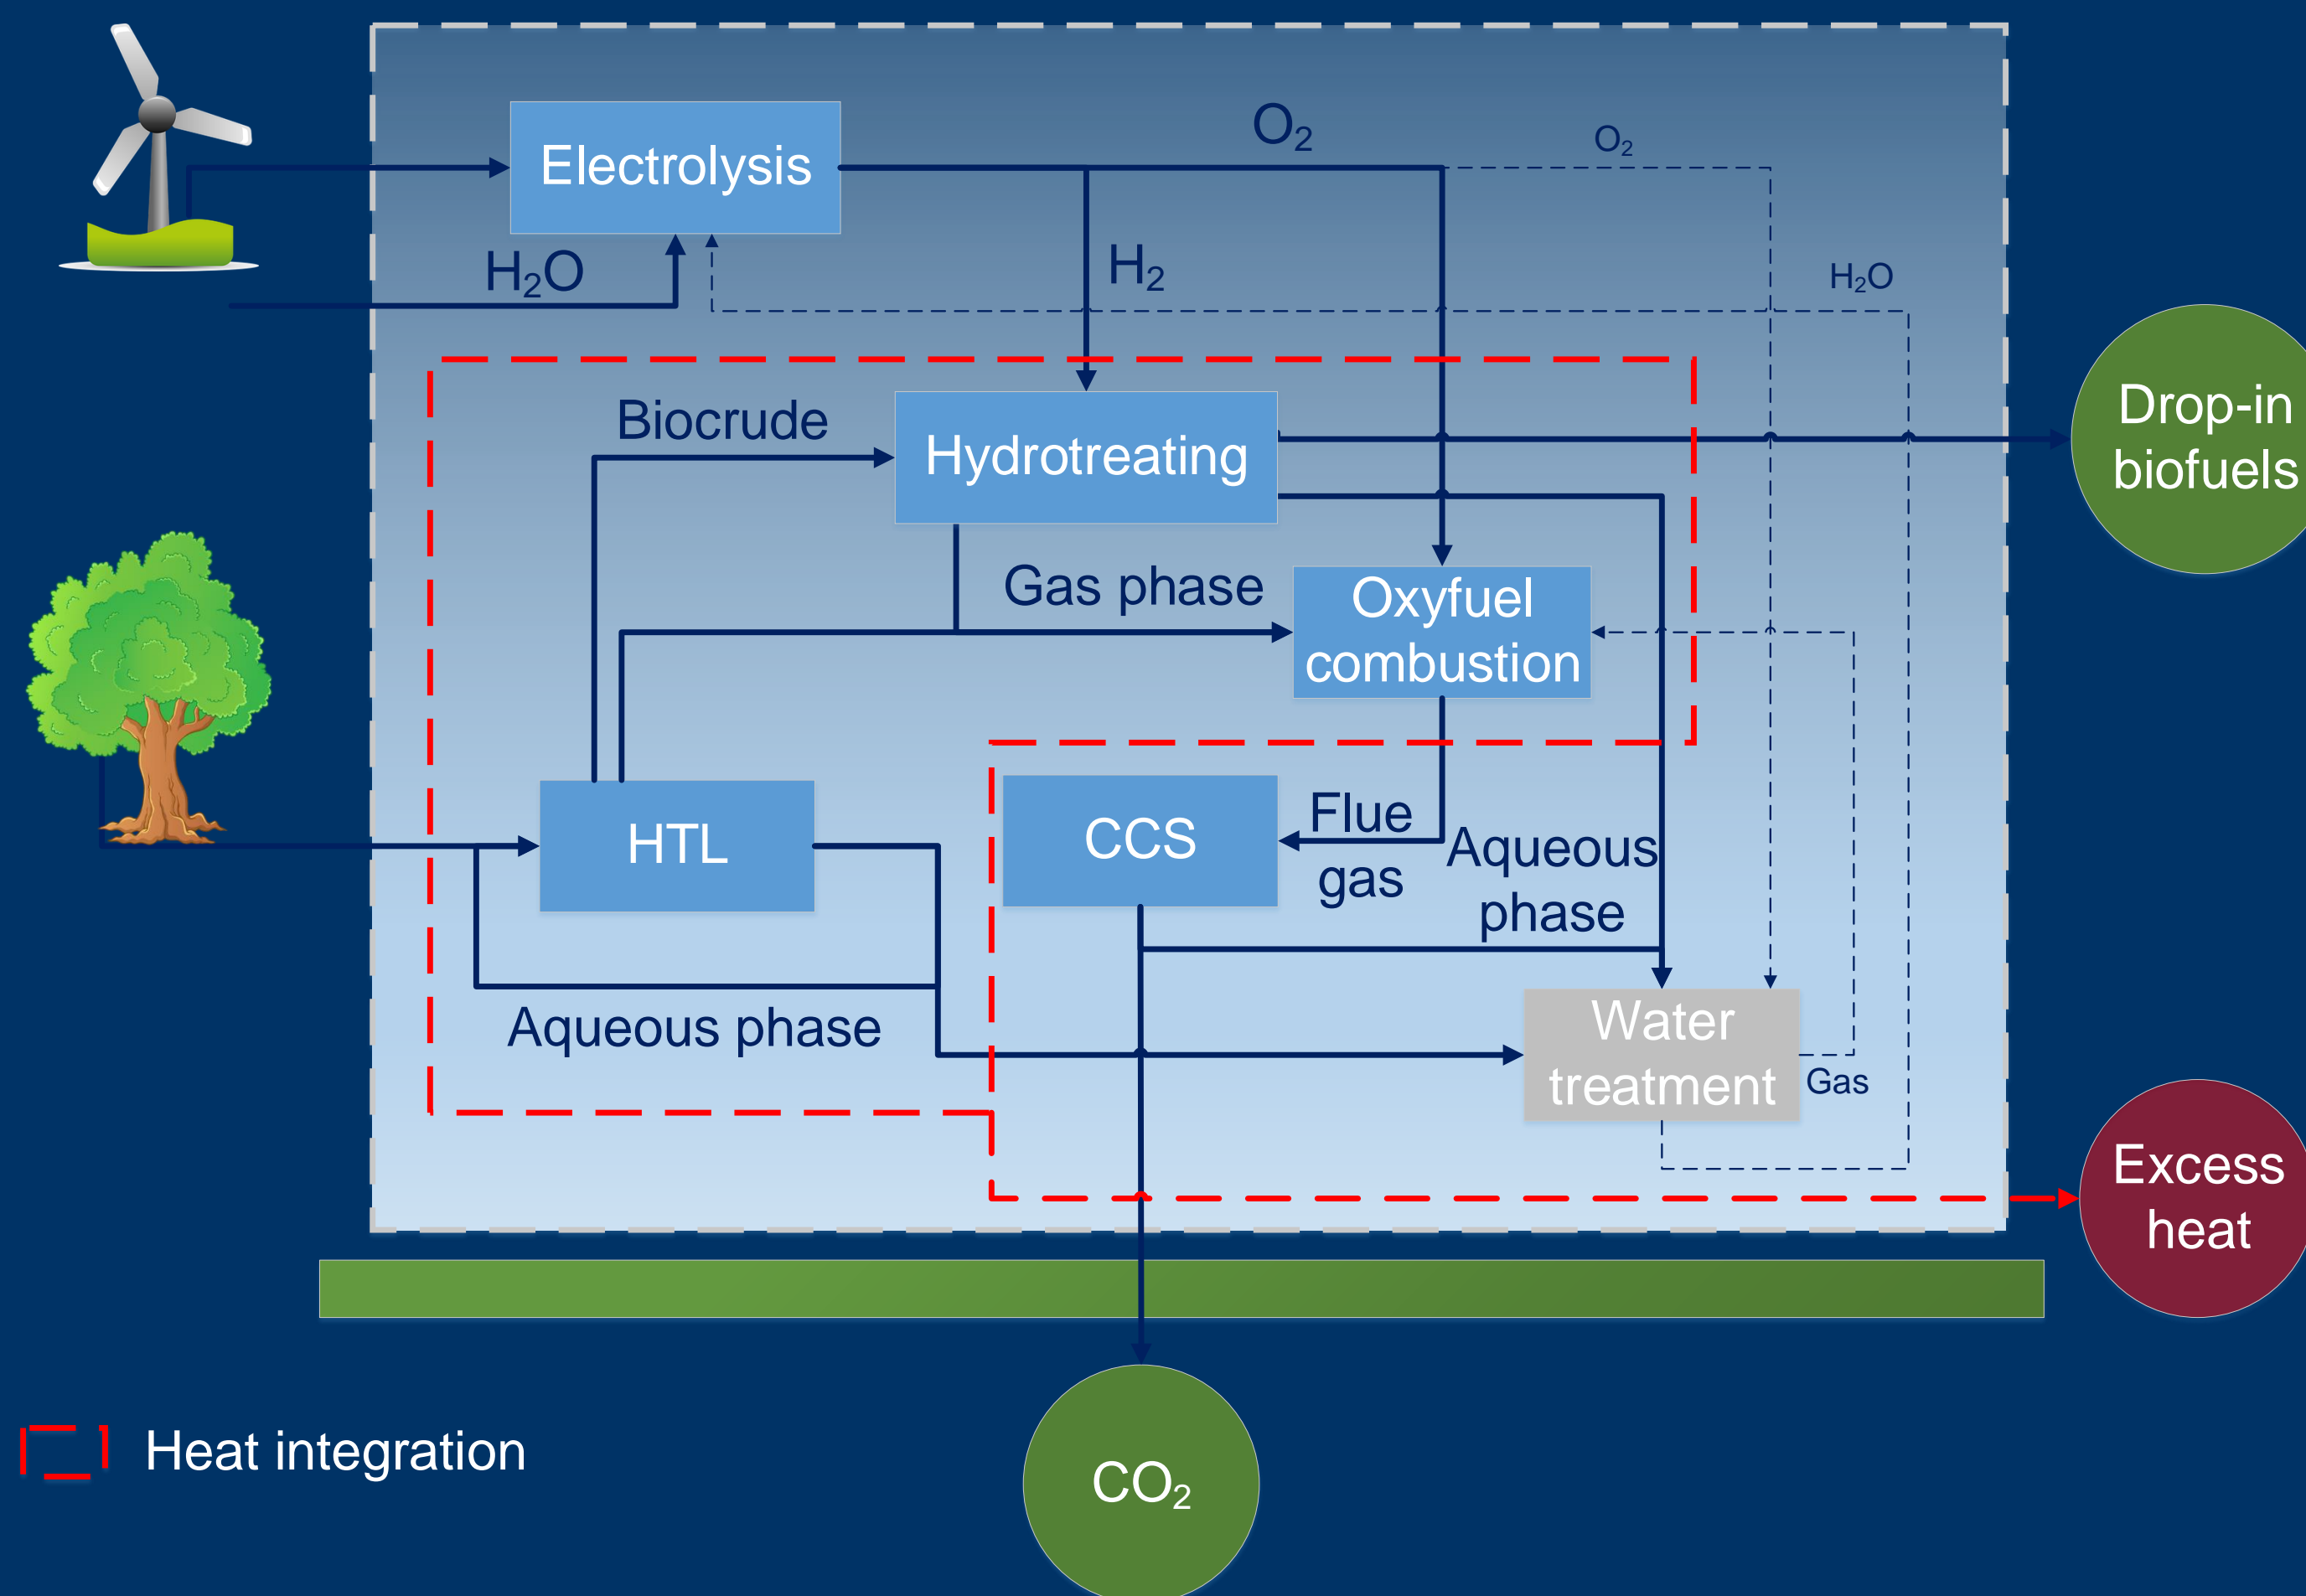 O₂
O₂
Electrolysis
H₂O
H₂
H₂O
Biocrude
Hydrotreating
Drop-in
biofuels
Gas phase
Oxyfuel
combustion
HTL
CCS
Flue
gas
Aqueous
phase
Aqueous phase
Water
treatment
Gas
Excess
heat
Heat integration
CO₂